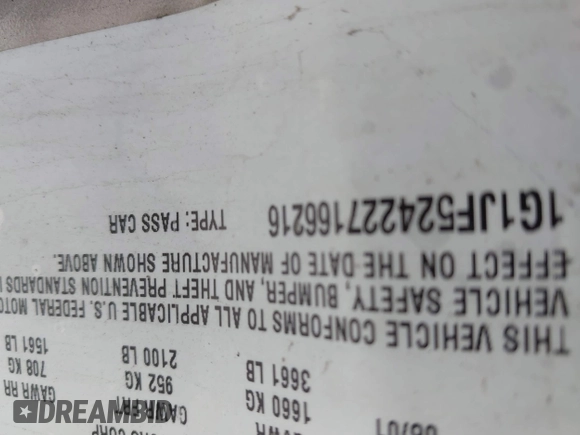 06/01
1660 KG
952 KG
708 KG
3661 LB
2100 LB
1561 LB
THIS VEHICLE CONFORMS TO ALL APPLICABLE U.S. FEDERAL MOTO
VEHICLE SAFETY, BUMPER, AND THEFT PREVENTION STANDARDS
EFFECT ON THE DATE OF MANUFACTURE SHOWN ABOVE.
1G1JF524227166216 TYPE: PASS CAR
DREAMBID